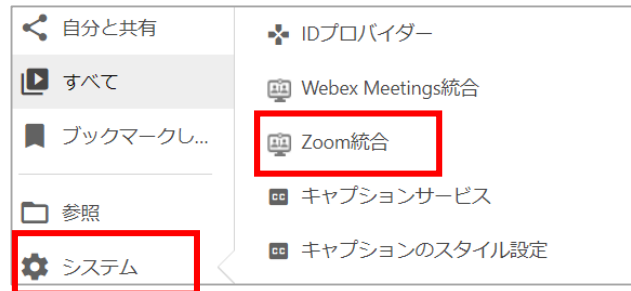 自分と共有
すべて
ブックマークし...
参照
システム
IDプロバイダー
Webex Meetings統合
Zoom統合
キャプションサービス
キャプションのスタイル設定